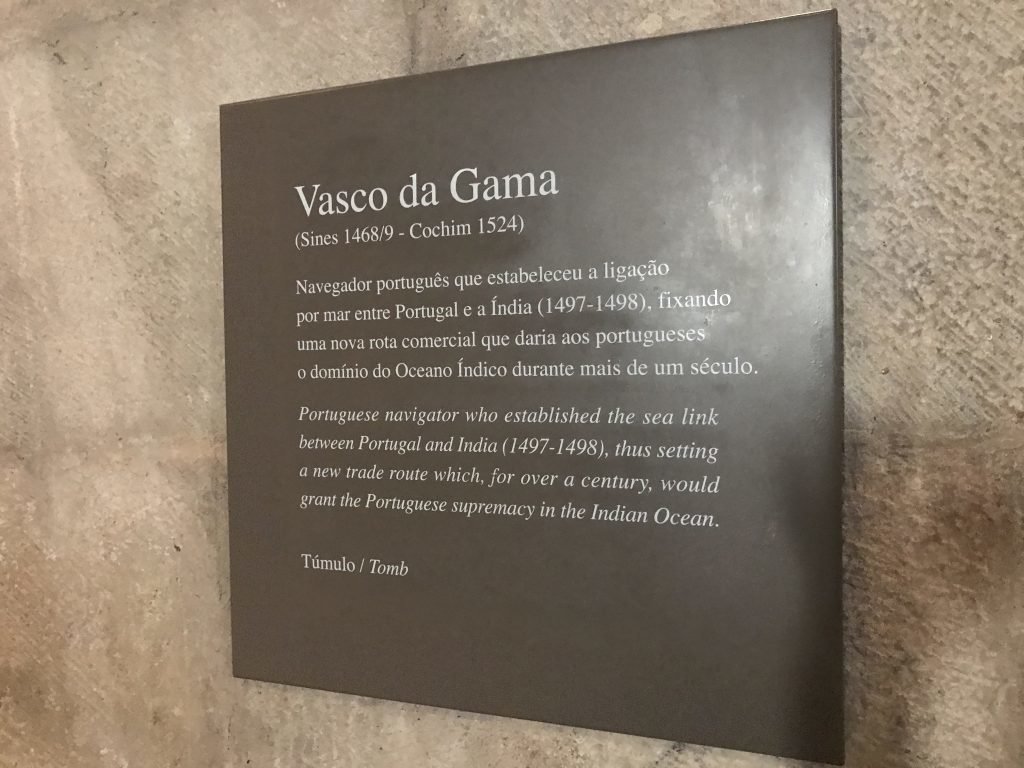 Vasco da Gama
(Sines 1468/9 - Cochim 1524)
Navegador português que estabeleceu a ligação
por mar entre Portugal e a Índia (1497-1498), fixando
uma nova rota comercial que daria aos portugueses
o domínio do Oceano Índico durante mais de um século.
Portuguese navigator who established the sea link
between Portugal and India (1497-1498), thus setting
a new trade route which, for over a century, would
grant the Portuguese supremacy in the Indian Ocean.
Túmulo / Tomb